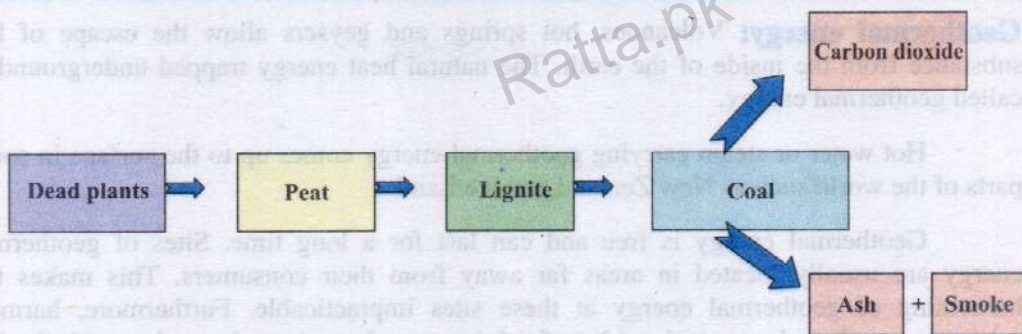 Geothermal energy: Volcanoes, hot springs and geysers allow the escape of
substance from the inside of the earth. The natural heat energy trapped underground
called geothermal energy.
Hot water or steam carrying geothermal energy comes up to the surface in
parts of the world such as New Zealand and
Geothermal energy is free and can last for a long time. Sites of
energy are usually located in areas far away from their consumers. This makes
of geothermal energy at these sites impracticable. Furthermore,
Ratta.pk
Carbon dioxide
Dead plants
Peat
Lignite
Coal
Ash + Smoke